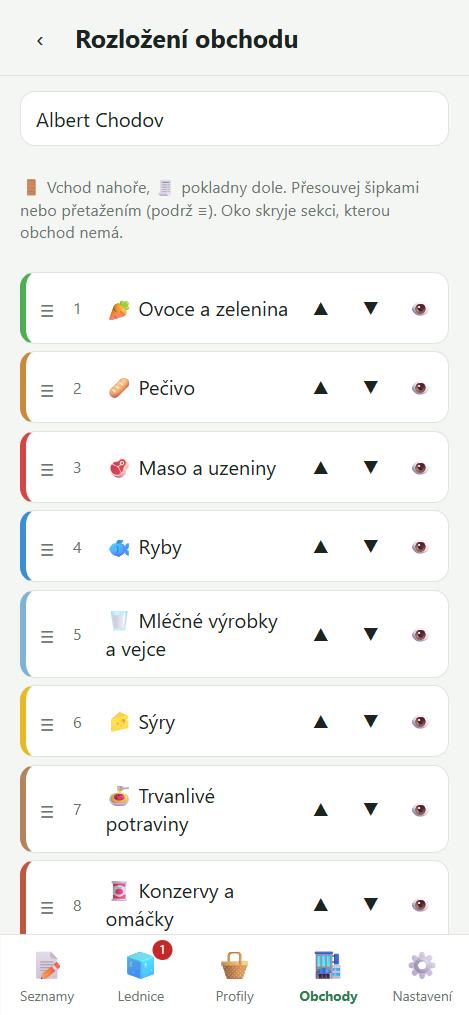 ‹ Rozložení obchodu
Albert Chodov
🚪 Vchod nahoře, 🧾 pokladny dole. Přesouvej šipkami
nebo přetažením (podrž ≡). Oko skryje sekci, kterou
obchod nemá.
☰ 1 🥕 Ovoce a zelenina ▲ ▼ 👁
☰ 2 🥖 Pečivo ▲ ▼ 👁
☰ 3 🥩 Maso a uzeniny ▲ ▼ 👁
☰ 4 🐟 Ryby ▲ ▼ 👁
☰ 5 🥛 Mléčné výrobky
a vejce ▲ ▼ 👁
☰ 6 🧀 Sýry ▲ ▼ 👁
☰ 7 🍝 Trvanlivé
potraviny ▲ ▼ 👁
☰ 8 🥫 Konzervy a
omáčky ▲ ▼ 👁
1
Seznamy Lednice Profily Obchody Nastavení